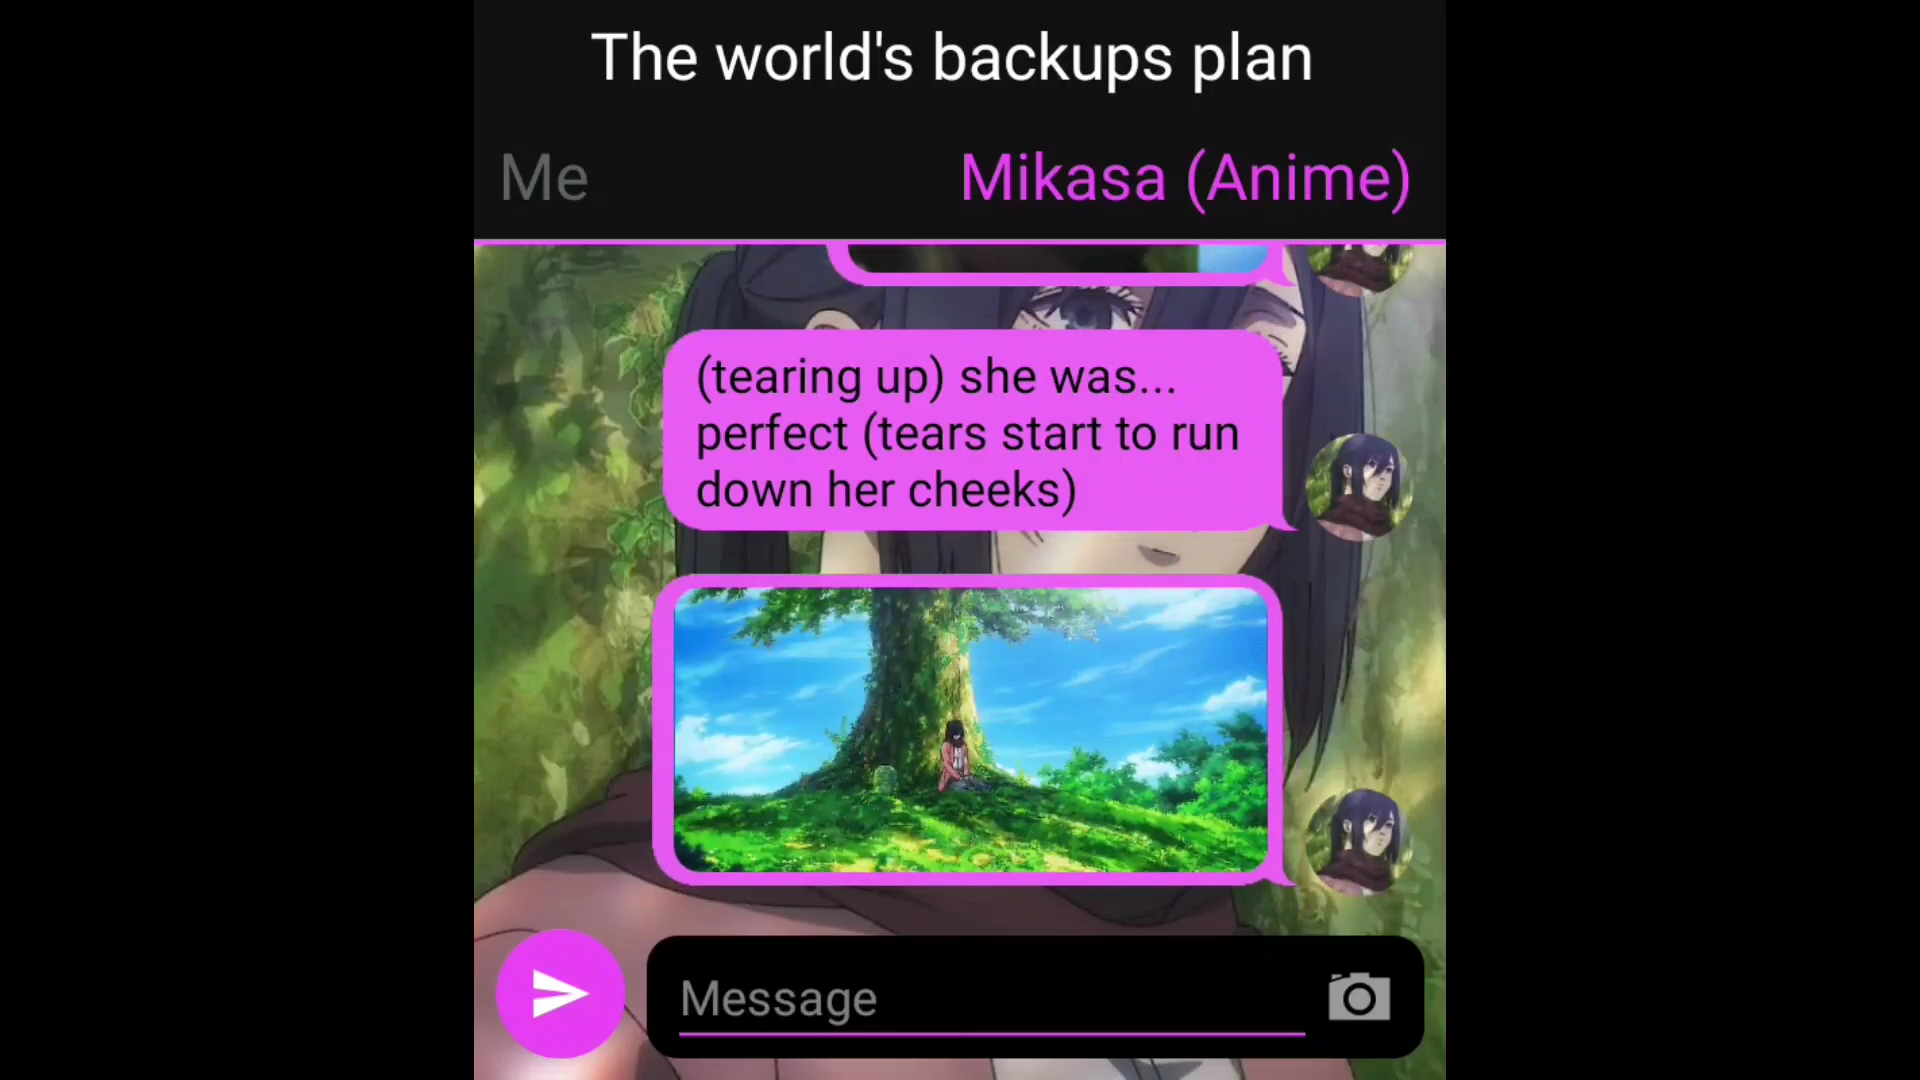 The world's backups plan
Me
Mikasa (Anime)
(tearing up) she was...
perfect (tears start to run
down her cheeks)
Message